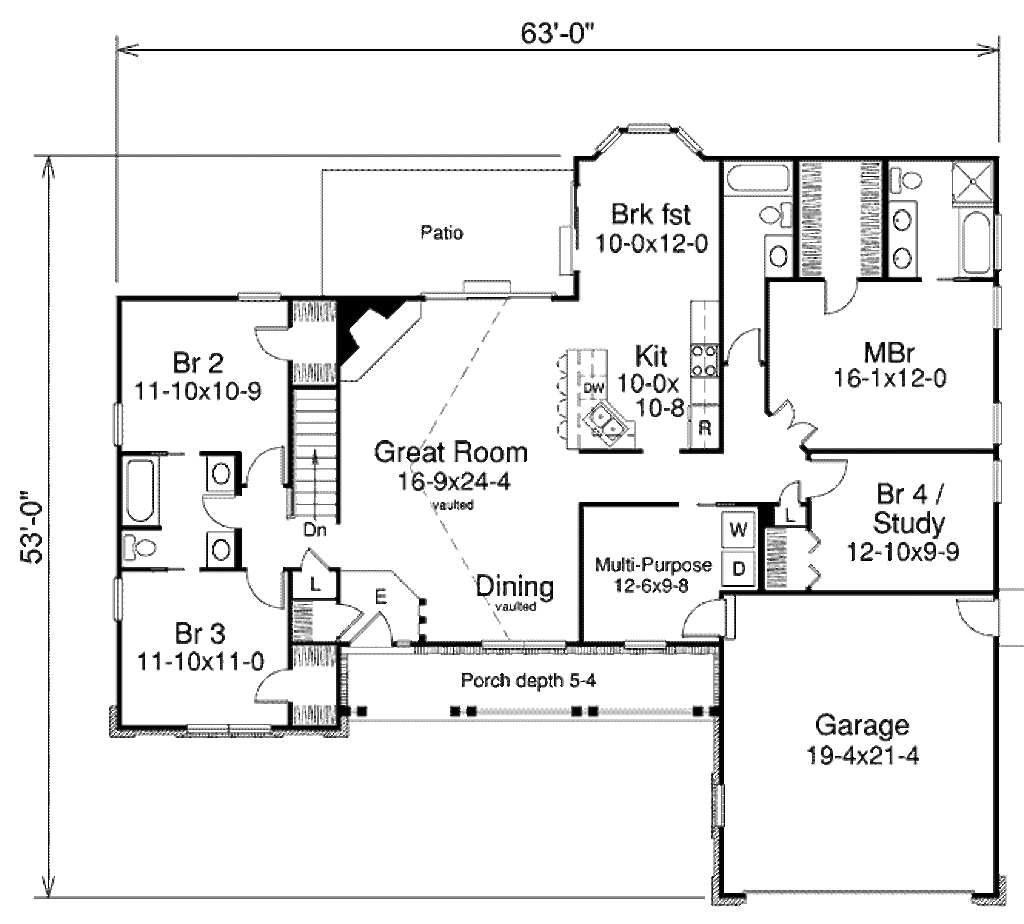 63'-0"
53'-0"
Patio
Brk fst
10-0x12-0
Br 2
11-10x10-9
Kit
10-0x
10-8
DW
R
MBr
16-1x12-0
Great Room
16-9x24-4
vaulted
Dn
L
E
Dining
vaulted
Multi-Purpose
12-6x9-8
W
D
L
Br 4 /
Study
12-10x9-9
Br 3
11-10x11-0
Porch depth 5-4
Garage
19-4x21-4